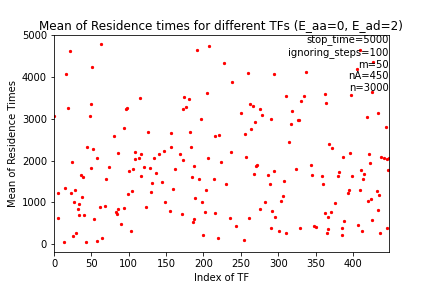 Mean of Residence times for different TFs (E_aa=0, E_ad=2)
stop_time=5000
ignoring_steps=100
m=50
nA=450
n=3000
Mean of Residence Times
5000
4000
3000
2000
1000
0
0 50 100 150 200 250 300 350 400
Index of TF